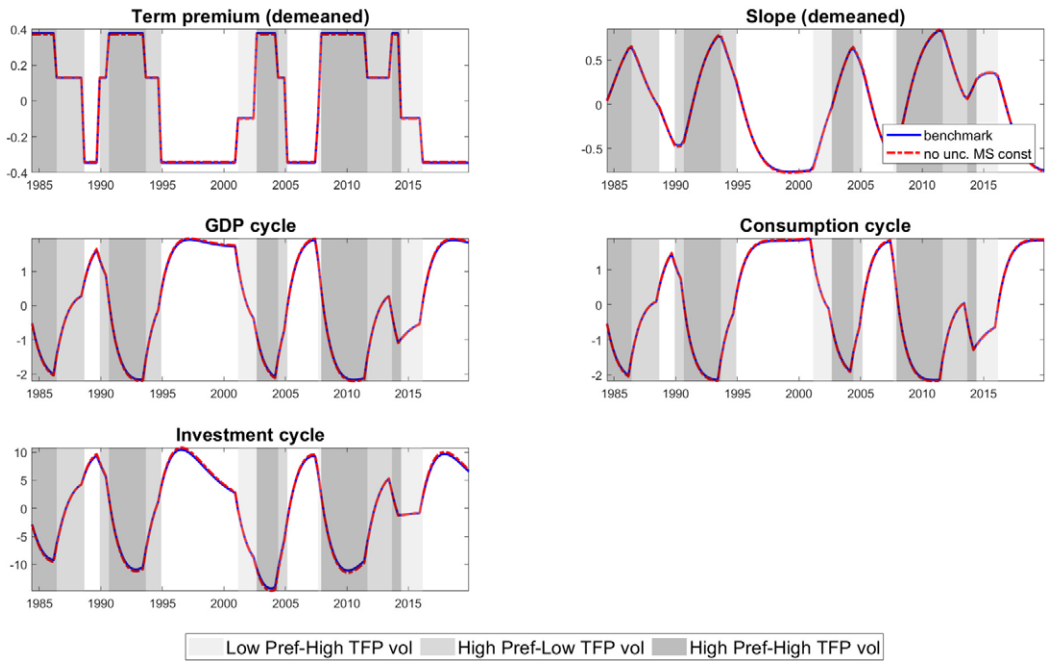 Term premium (demeaned)
0.4
0.2
0
-0.2
-0.4
1985 1990 1995 2000 2005 2010 2015
Slope (demeaned)
0.5
0
-0.5
benchmark
no unc. MS const
1985 1990 1995 2000 2005 2010 2015
GDP cycle
1
0
-1
-2
1985 1990 1995 2000 2005 2010 2015
Consumption cycle
1
0
-1
-2
1985 1990 1995 2000 2005 2010 2015
Investment cycle
10
5
0
-5
-10
1985 1990 1995 2000 2005 2010 2015
Low Pref-High TFP vol High Pref-Low TFP vol High Pref-High TFP vol